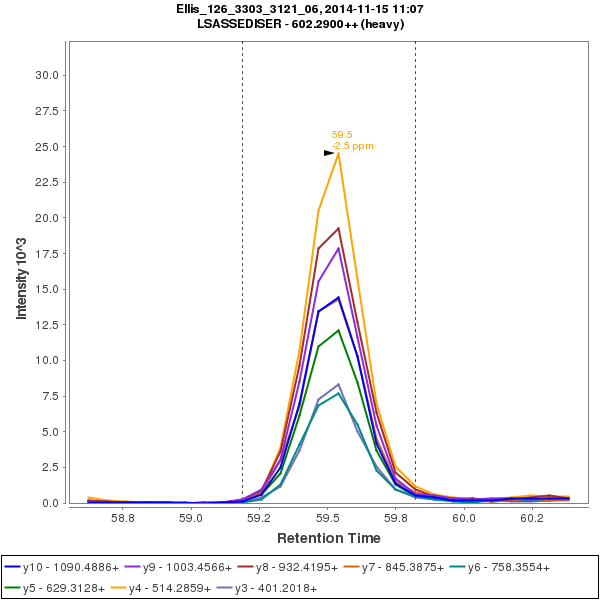 Ellis_126_3303_3121_06, 2014-11-15 11:07
LSASSEDISER - 602.2900++ (heavy)
59.5
-2.5 ppm
30.0
27.5
25.0
22.5
20.0
17.5
15.0
12.5
10.0
7.5
5.0
2.5
0.0
Intensity 10^3
58.8 59.0 59.2 59.5 59.8 60.0 60.2
Retention Time
y10 - 1090.4886+ y9 - 1003.4566+ y8 - 932.4195+ y7 - 845.3875+ y6 - 758.3554+
y5 - 629.3128+ y4 - 514.2859+ y3 - 401.2018+